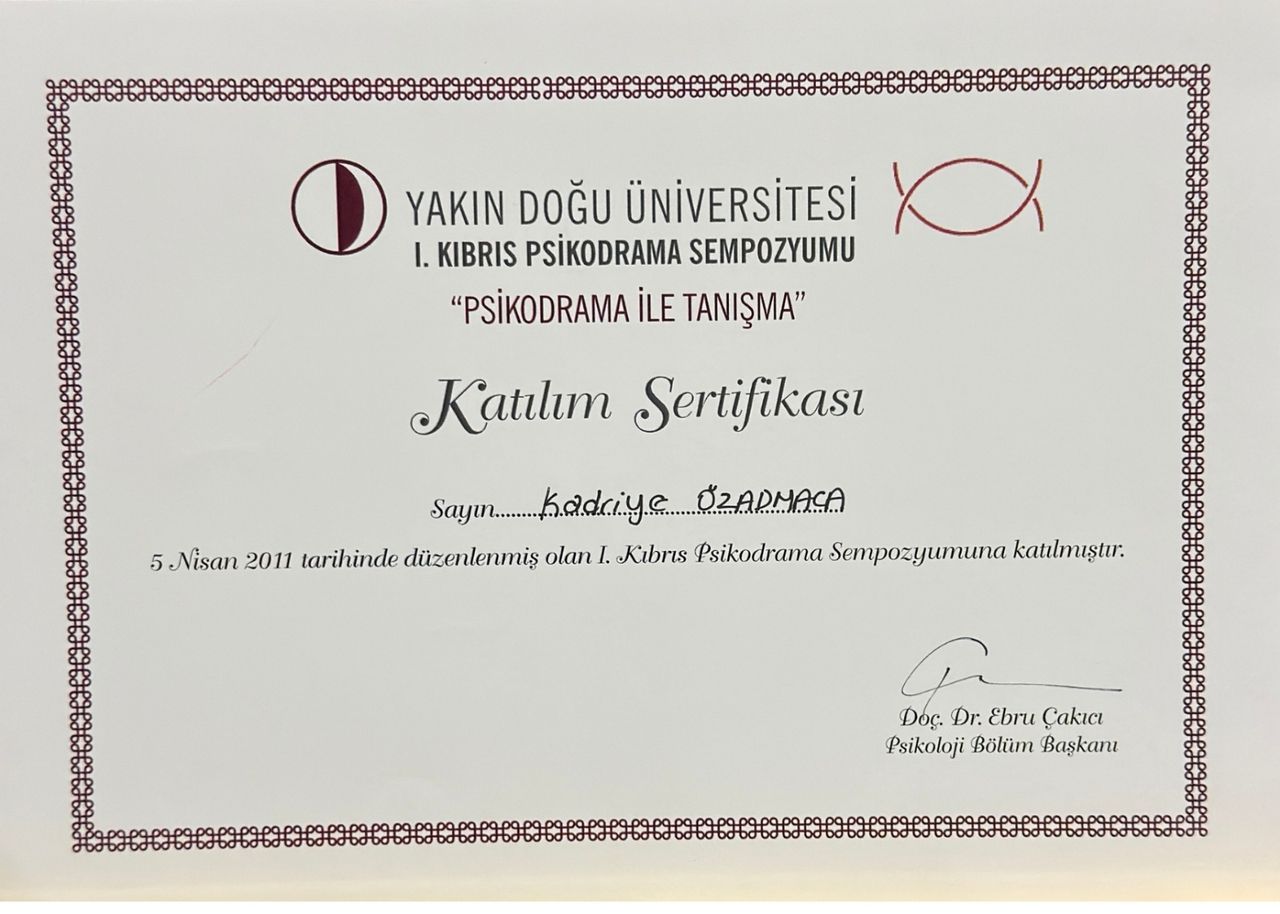 YAKIN DOĞU ÜNİVERSİTESİ
I. KIBRIS PSİKODRAMA SEMPOZYUMU
“PSİKODRAMA İLE TANIŞMA”
Katılım Sertifikası
Sayın........Kadriye.....ÖZADMACA
5 Nisan 2011 tarihinde düzenlenmiş olan I. Kıbrıs Psikodrama Sempozyumuna katılmıştır.
Doç. Dr. Ebru Çakıcı
Psikoloji Bölüm Başkanı